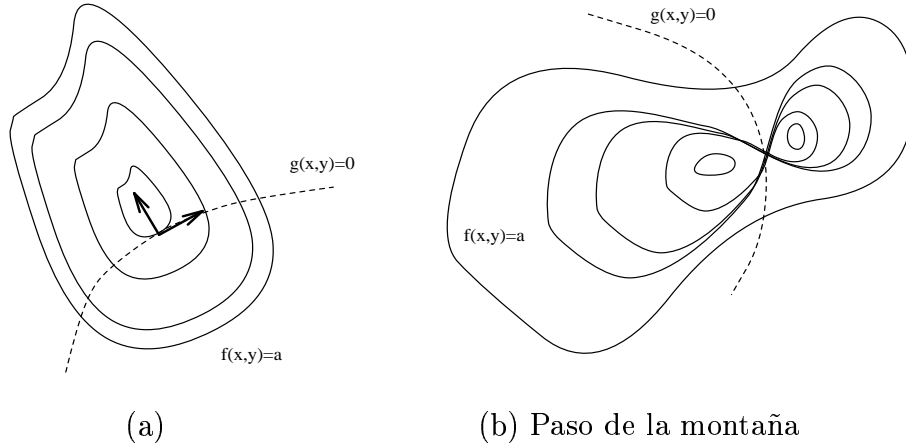 g(x,y)=0
f(x,y)=a
(a)
g(x,y)=0
f(x,y)=a
(b) Paso de la montaña